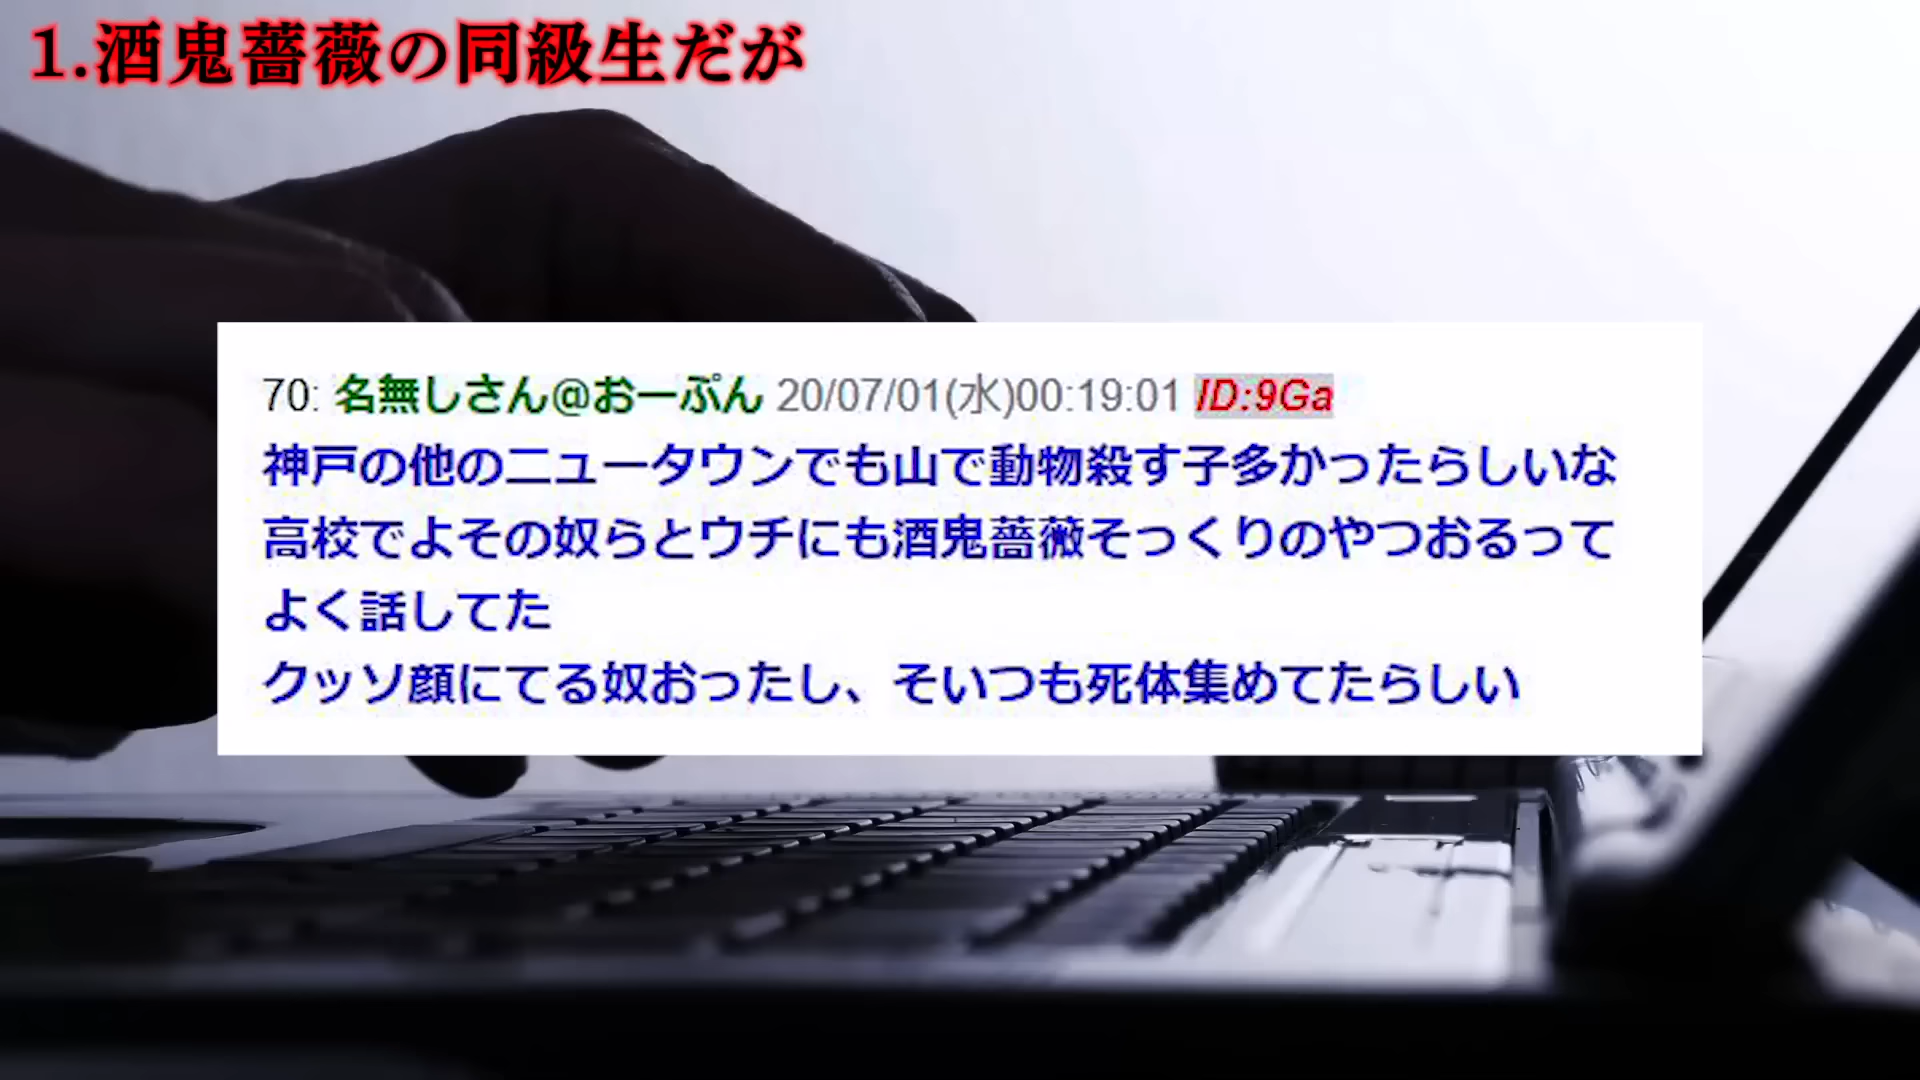 1.酒鬼薔薇の同級生だが
70: 名無しさん@おーぷん 20/07/01(水)00:19:01 ID:9Ga
神戸の他のニュータウンでも山で動物殺す子多かったらしいな
高校でよその奴らとウチにも酒鬼薔薇そっくりのやつおるって
よく話してた
クッソ顔にてる奴おったし、そいつも死体集めてたらしい